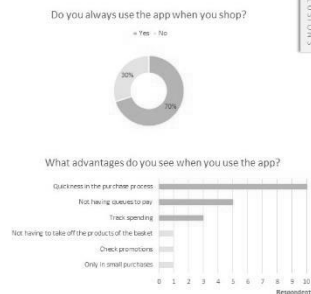 Do you always use the app when you shop?
Yes No
30%
70%
What advantages do you see when you use the app?
Quickness in the purchase process
Not having queues to pay
Track spending
Not having to take off the products of the basket
Check promotions
Only in small purchases
0 1 2 3 4 5 6 7 8 9 10
Respondent